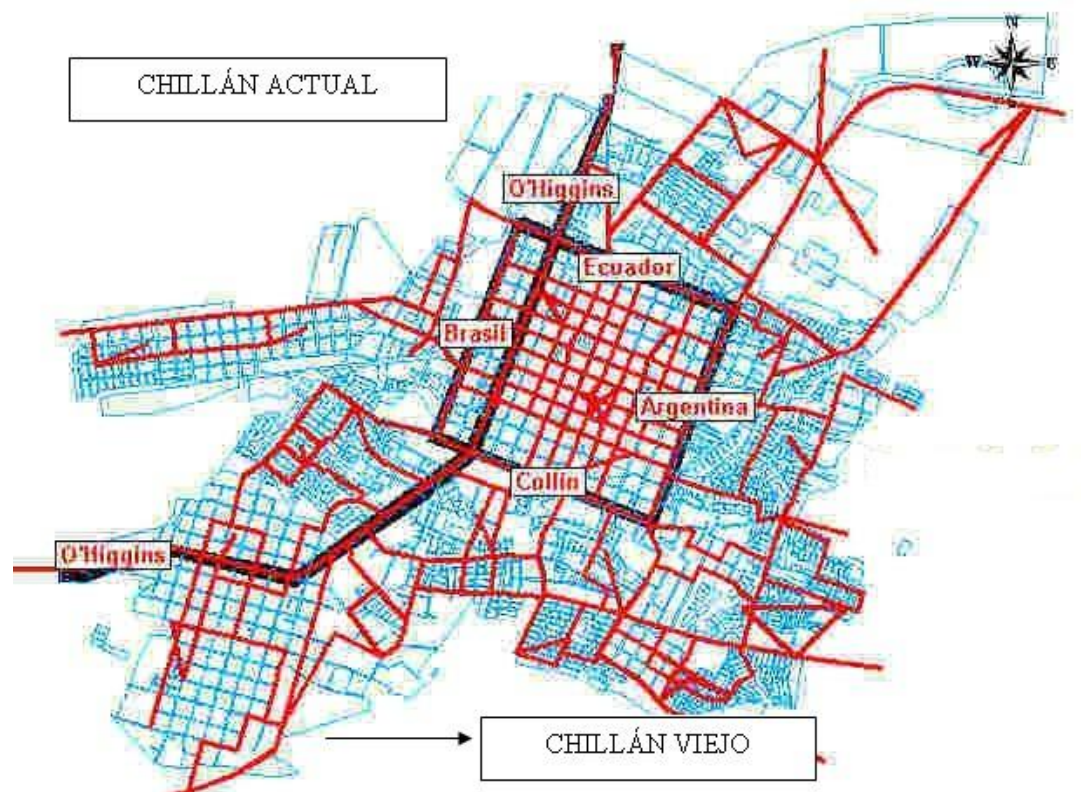 N
CHILLÁN ACTUAL
W
E
S
O'Higgins
Ecuador
Brasil
Argentina
Collín
O'Higgins
CHILLÁN VIEJO